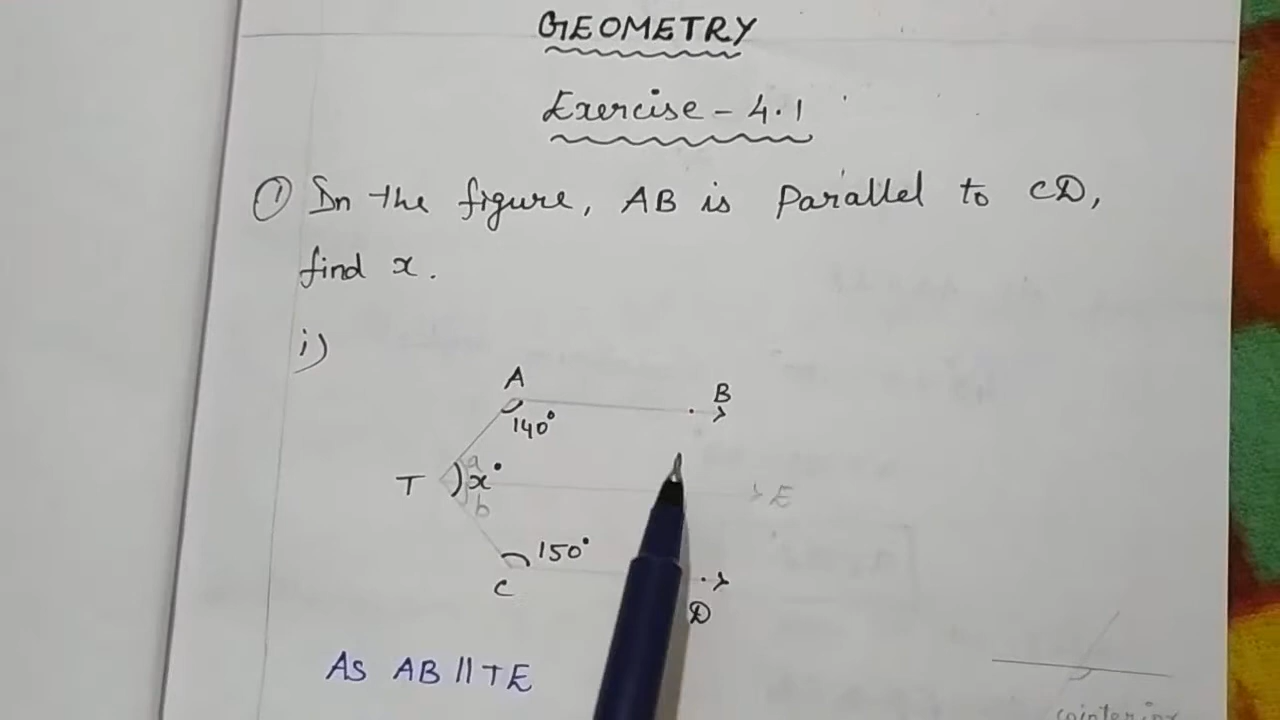 GEOMETRY
Exercise - 4.1
① In the figure, AB is Parallel to CD,
find x.
i)
A
B
140°
a
T
x°
E
b
150°
C
D
As AB || TE
cointerior